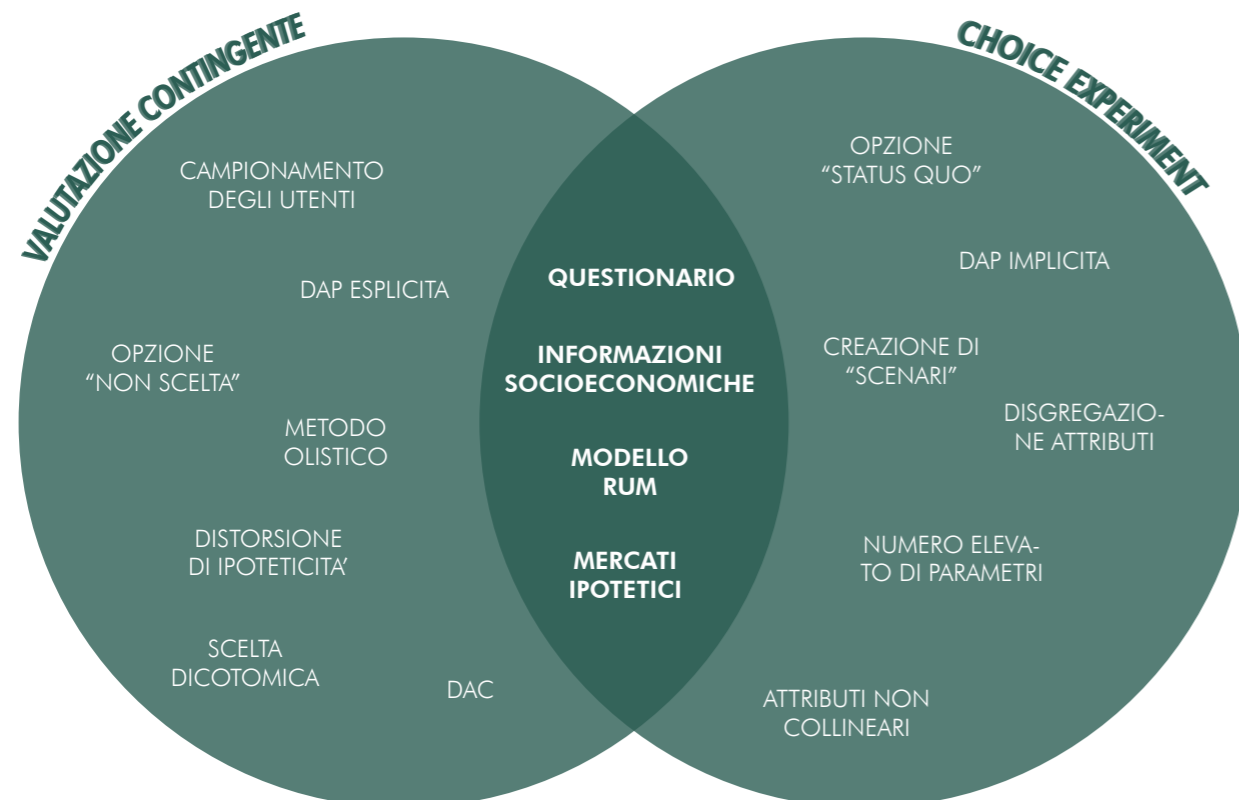 VALUTAZIONE CONTINGENTE
CAMPIONAMENTO
DEGLI UTENTI
DAP ESPLICITA
OPZIONE
“NON SCELTA”
METODO
OLISTICO
DISTORSIONE
DI IPOTETICITA’
SCELTA
DICOTOMICA
DAC
QUESTIONARIO
INFORMAZIONI
SOCIOECONOMICHE
MODELLO
RUM
MERCATI
IPOTETICI
CHOICE EXPERIMENT
OPZIONE
“STATUS QUO”
DAP IMPLICITA
CREAZIONE DI
“SCENARI”
DISGREGAZIO-
NE ATTRIBUTI
NUMERO ELEVA-
TO DI PARAMETRI
ATTRIBUTI NON
COLLINEARI